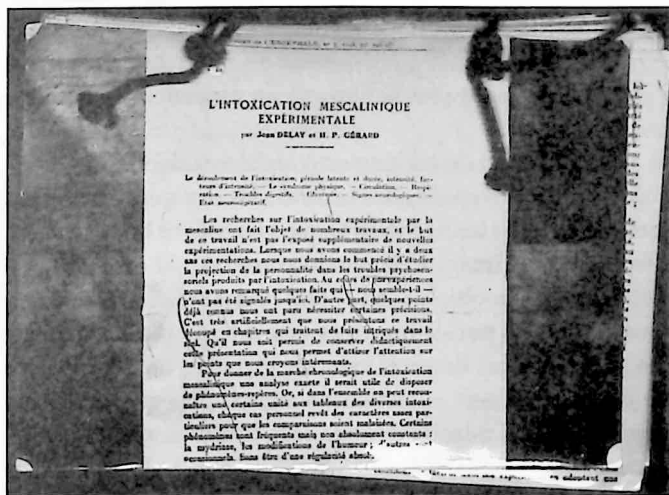 L'INTOXICATION MESCALINIQUE
EXPÉRIMENTALE
par Jean DELAY et H. P. GÉRAUD
Le déroulement de l'intoxication, période latente et durée, intensité, fac-
teurs d'intensité. — Le syndrome physique. — Circulation. — Respi-
ration. — Troubles digestifs. — — Signes neurologiques. —
Etat neurovégétatif.
Les recherches sur l'intoxication expérimentale par la
mescaline ont fait l'objet de nombreux travaux, et le but
de ce travail n'est pas l'exposé supplémentaire de nouvelles
expérimentations. Lorsque nous avons commencé il y a deux
ans ces recherches nous nous donnions le but précis d'étudier
la projection de la personnalité dans les troubles psychosen-
soriels produits par l'intoxication. Au cours de
nous avons remarqué quelques faits qui — nous semble-t-il —
n'ont pas été signalés jusqu'ici. D'autre part, quelques points
déjà connus nous ont paru nécessiter certaines précisions.
C'est très artificiellement que nous présentons ce travail
découpé en chapitres qui traitent de faits intriqués dans le
réel. Qu'il nous soit permis de conserver didactiquement
cette présentation qui nous permet d'attirer l'attention sur
les points que nous croyons intéressants.
Pour donner de la marche chronologique de l'intoxication
mescalinique une analyse exacte il serait utile de disposer
de phénomènes-repères. Or, si dans l'ensemble on peut recon-
naître une certaine unité aux tableaux des diverses intoxi-
cations, chaque cas personnel revêt des caractères assez par-
ticuliers pour que les comparaisons soient malaisées. Certains
phénomènes sont fréquents mais non absolument constants :
la mydriase, les modifications de l'humeur ; d'autres sont
occasionnels. Sans être d'une régularité
en adoptant une